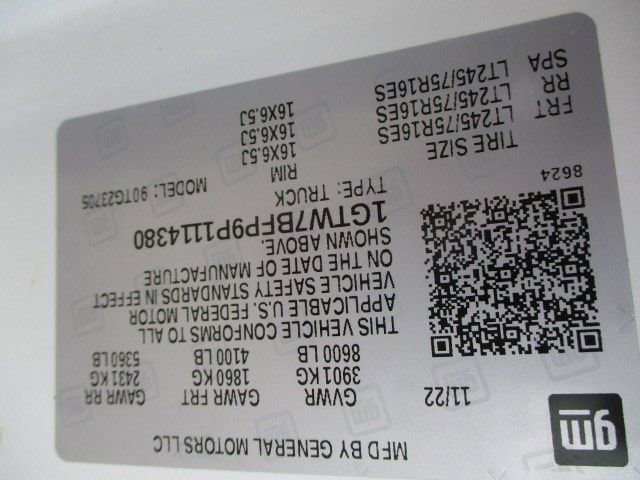 gm
MFD BY GENERAL MOTORS LLC
11/22 GVWR GAWR FRT GAWR RR
3901 KG 1860 KG 2431 KG
8600 LB 4100 LB 5360 LB
THIS VEHICLE CONFORMS TO ALL
APPLICABLE U.S. FEDERAL MOTOR
VEHICLE SAFETY STANDARDS IN EFFECT
ON THE DATE OF MANUFACTURE
SHOWN ABOVE.
1GTW7BFP9P1114380
TYPE: TRUCK MODEL: 90TG23705
8624
TIRE SIZE RIM
FRT LT245/75R16ES 16X6.5J
RR LT245/75R16ES 16X6.5J
SPA LT245/75R16ES 16X6.5J